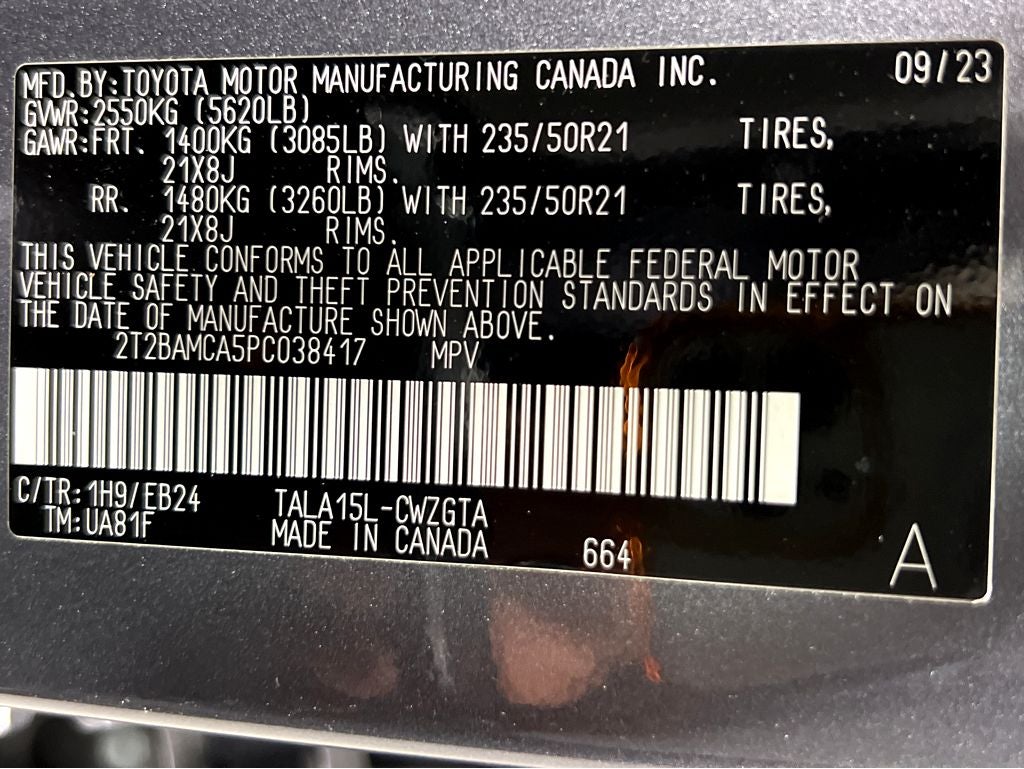 MFD.BY:TOYOTA MOTOR MANUFACTURING CANADA INC. 09/23
GVWR:2550KG (5620LB)
GAWR:FRT. 1400KG (3085LB) WITH 235/50R21 TIRES,
21X8J RIMS.
RR. 1480KG (3260LB) WITH 235/50R21 TIRES,
21X8J RIMS.
THIS VEHICLE CONFORMS TO ALL APPLICABLE FEDERAL MOTOR
VEHICLE SAFETY AND THEFT PREVENTION STANDARDS IN EFFECT ON
THE DATE OF MANUFACTURE SHOWN ABOVE.
2T2BAMCA5PC038417 MPV
C/TR:1H9/EB24 TALA15L-CWZGTA
TM:UA81F MADE IN CANADA 664 A